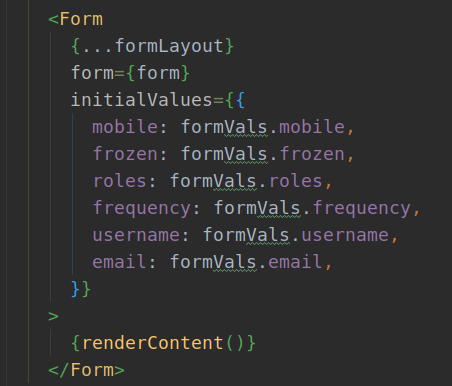 <Form
{...formLayout}
form={form}
initialValues={{
mobile: formVals.mobile,
frozen: formVals.frozen,
roles: formVals.roles,
frequency: formVals.frequency,
username: formVals.username,
email: formVals.email,
}}
>
{renderContent()}
</Form>